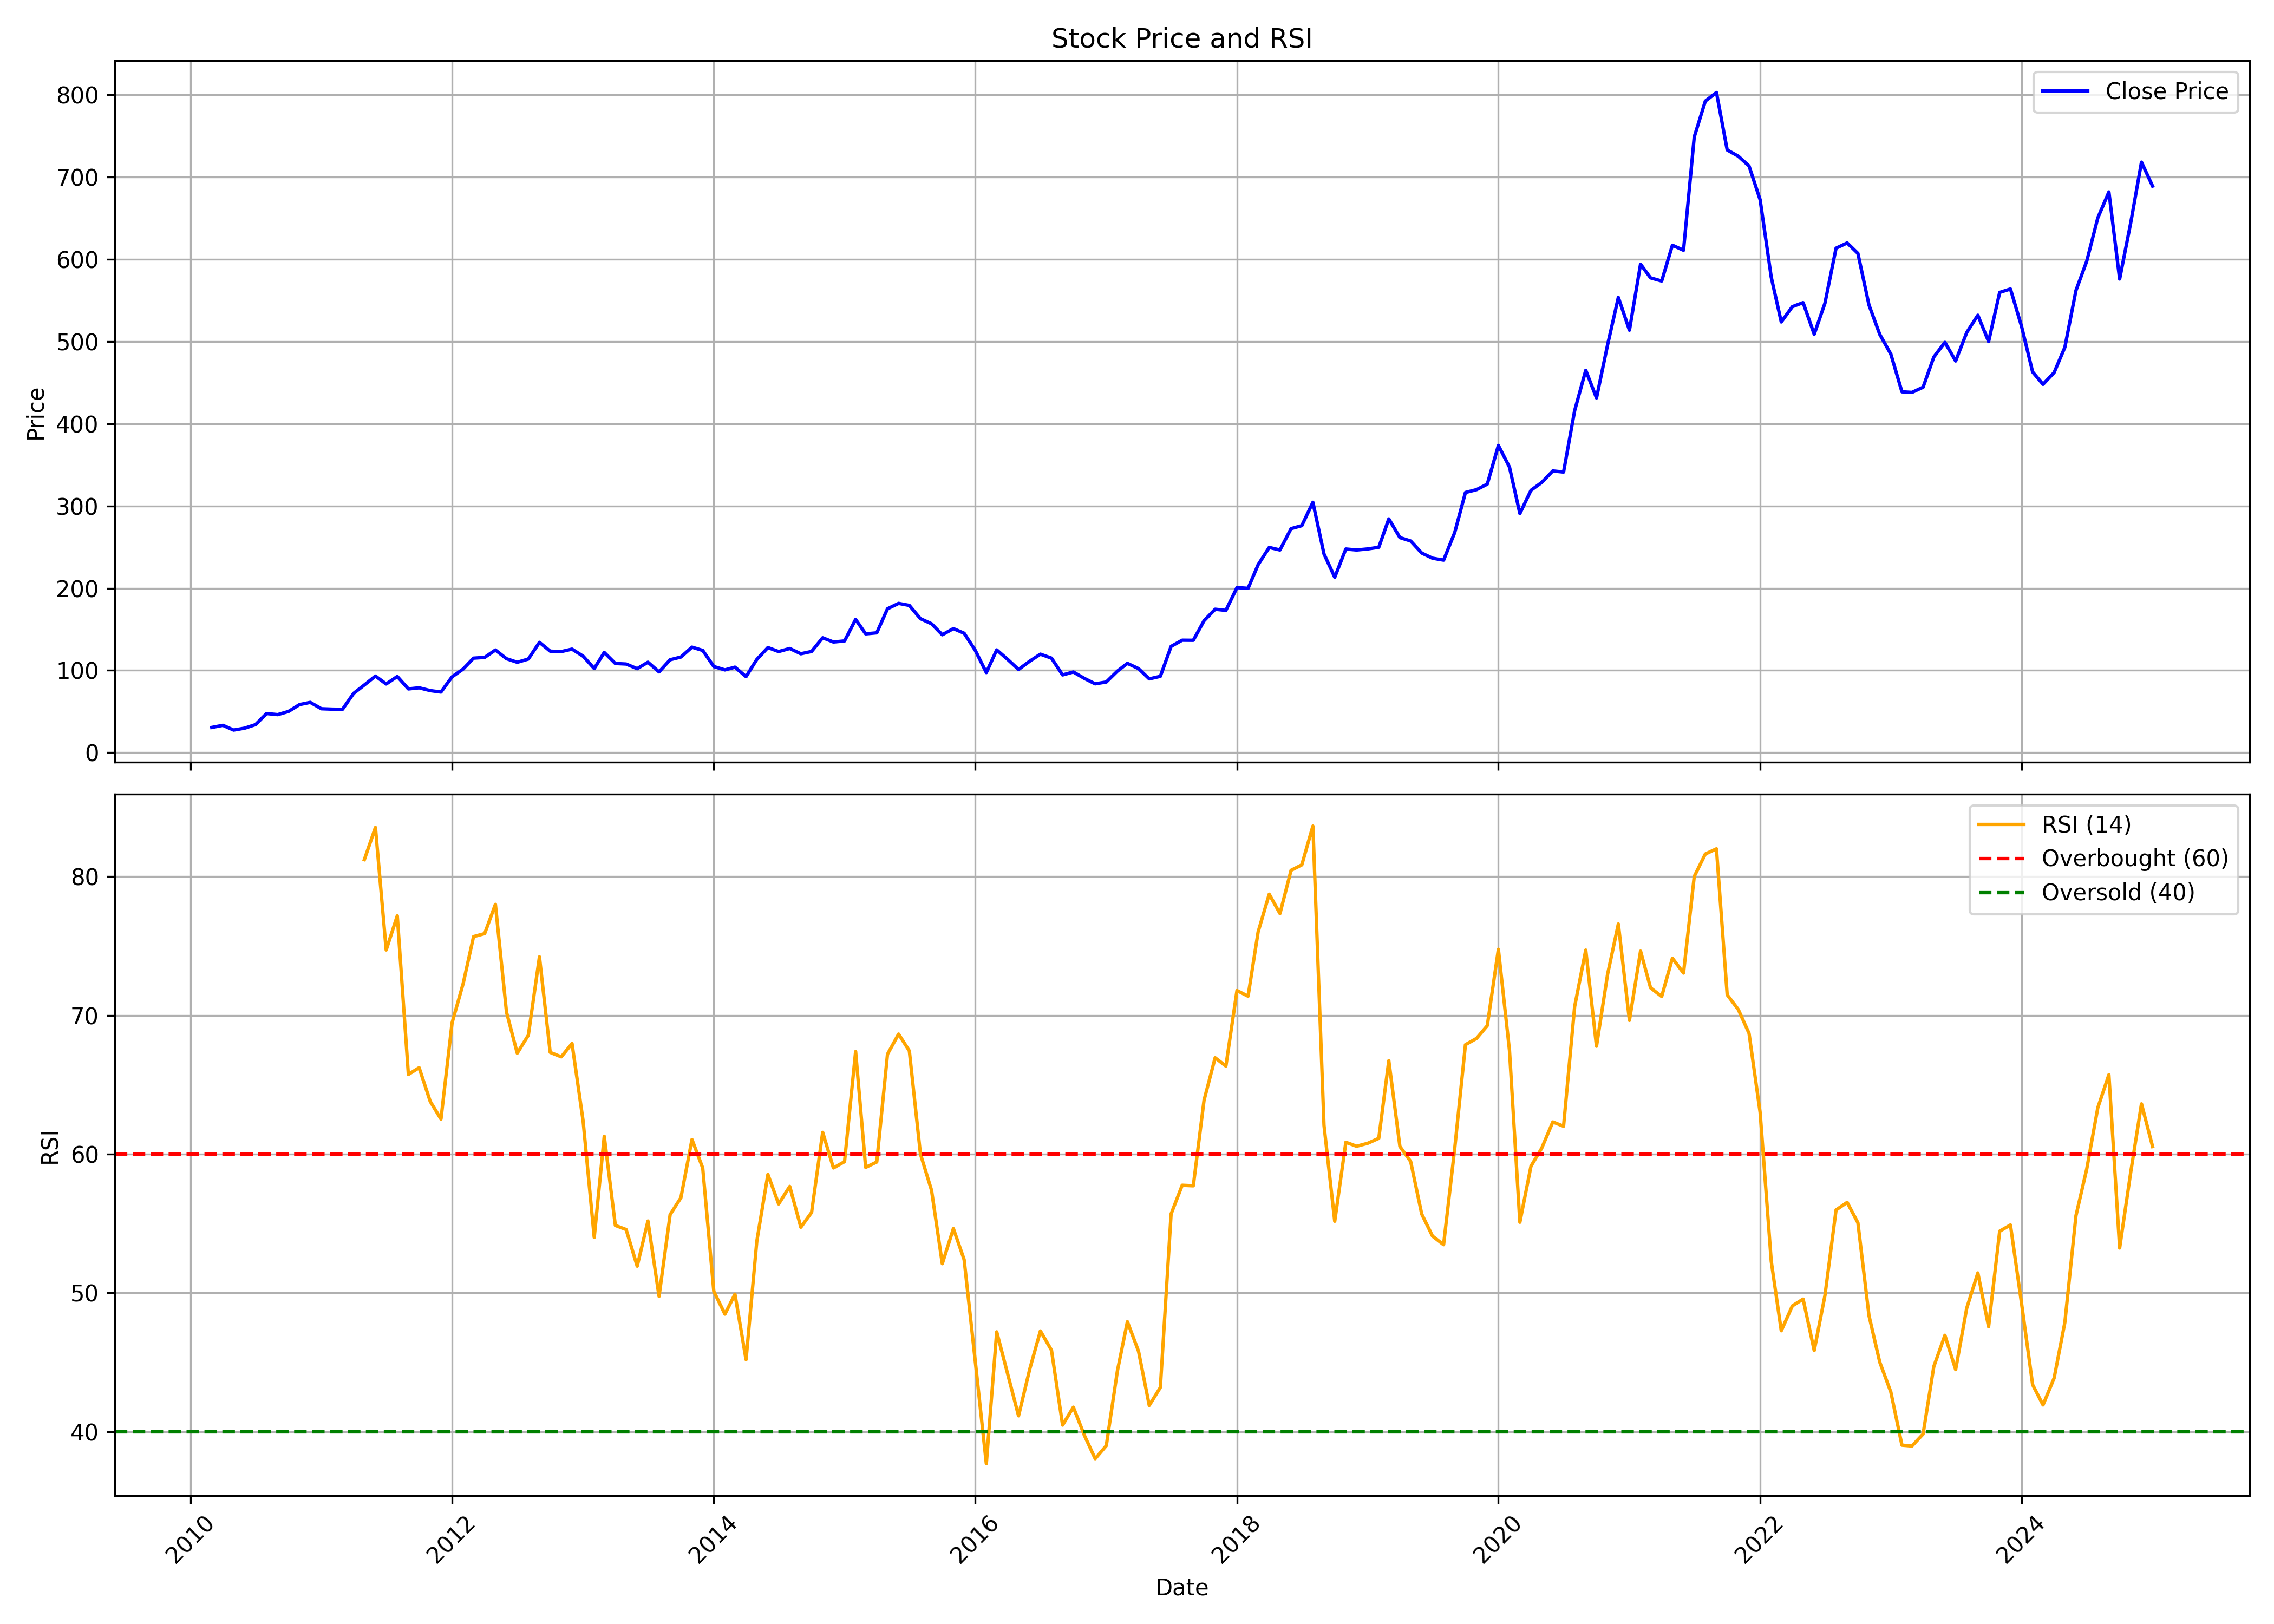 Stock Price and RSI
Close Price
800
700
600
500
400
300
200
100
0
Price
RSI (14)
Overbought (60)
Oversold (40)
80
70
60
50
40
RSI
2010
2012
2014
2016
2018
2020
2022
2024
Date